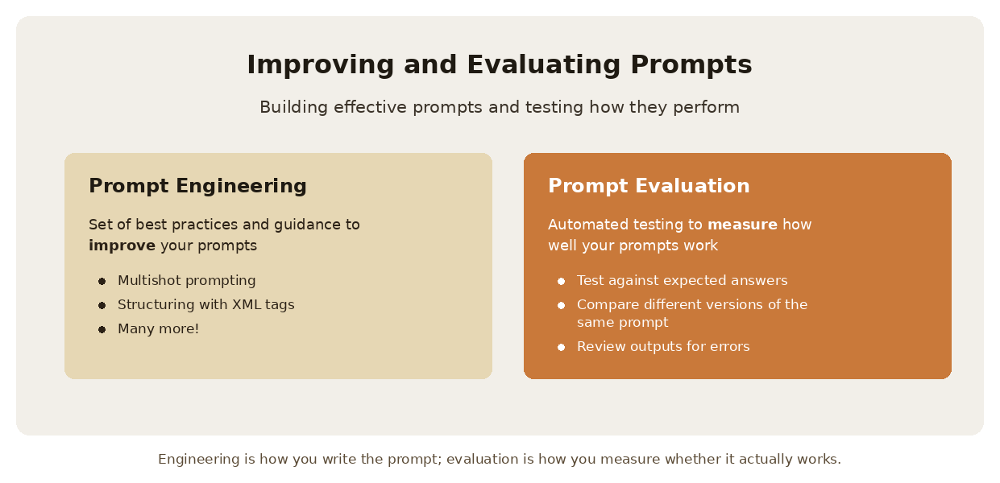 Improving and Evaluating Prompts
Building effective prompts and testing how they perform
Prompt Engineering
Set of best practices and guidance to
improve your prompts
Multishot prompting
Structuring with XML tags
Many more!
Prompt Evaluation
Automated testing to measure how
well your prompts work
Test against expected answers
Compare different versions of the
same prompt
Review outputs for errors
Engineering is how you write the prompt; evaluation is how you measure whether it actually works.